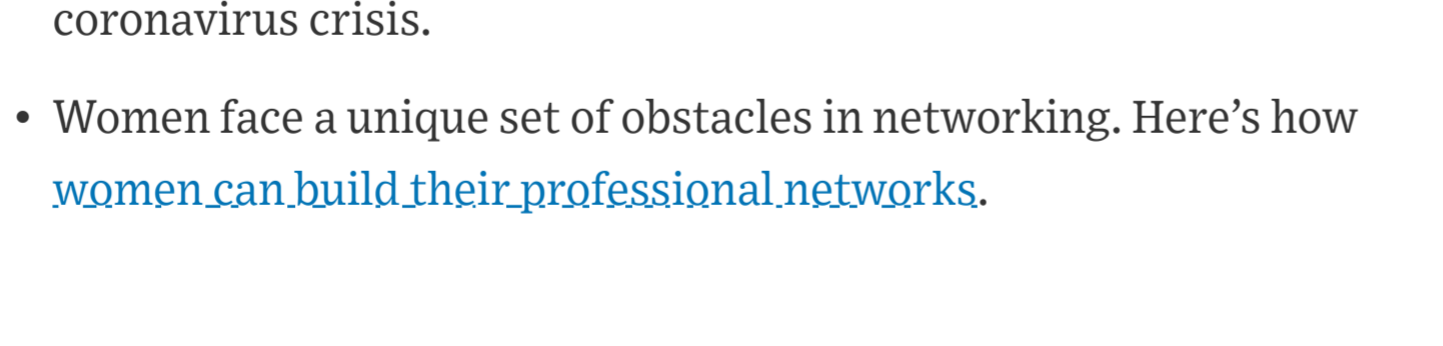 coronavirus crisis.
• Women face a unique set of obstacles in networking. Here’s how
women can build their professional networks.